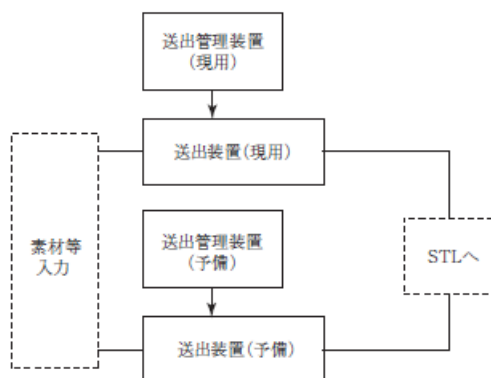 送出管理装置
(現用)
送出装置(現用)
素材等
入力
送出管理装置
(予備)
STLへ
送出装置(予備)